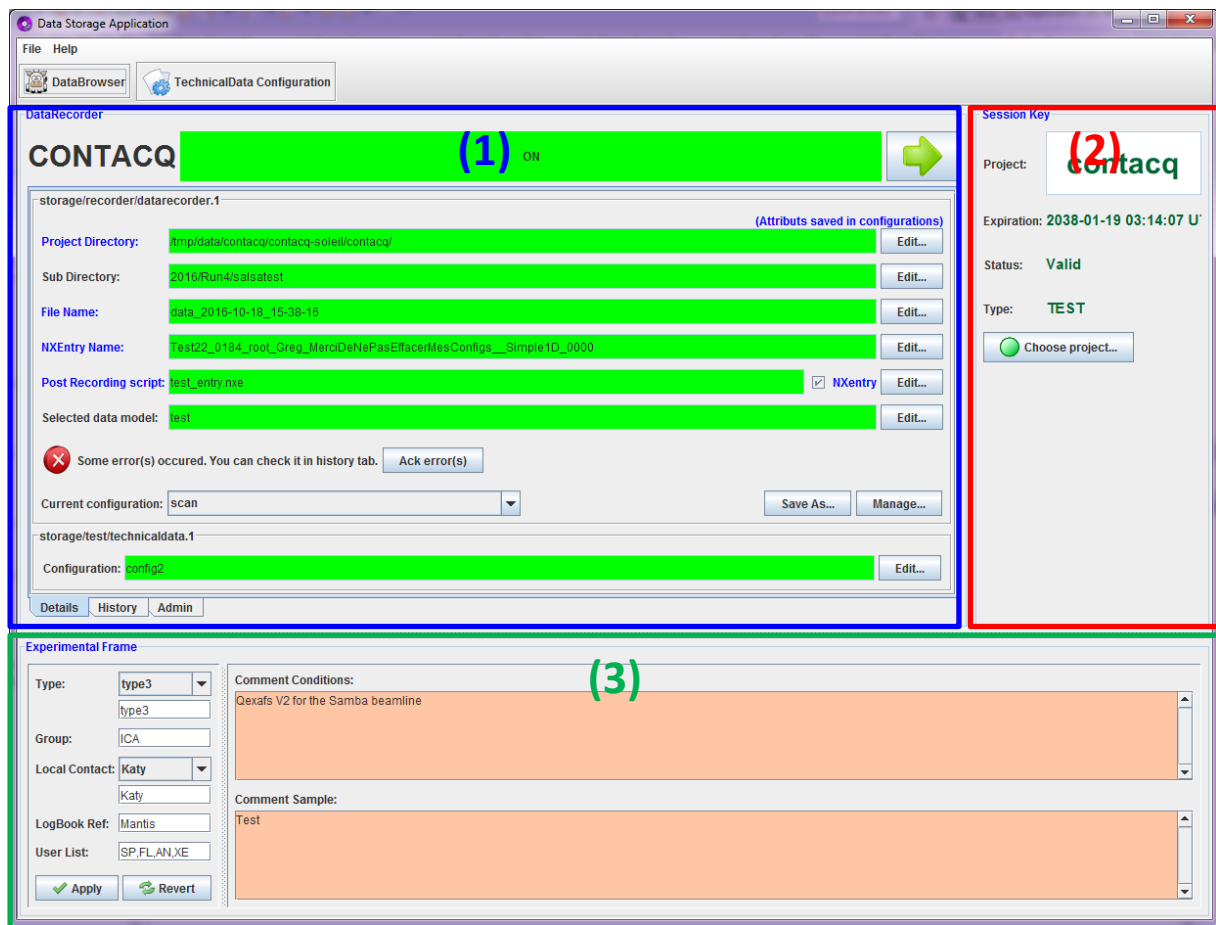 Data Storage Application
File Help
DataBrowser TechnicalData Configuration
DataRecorder
CONTACQ (1) ON
storage/recorder/datarecorder.1
(Attributs saved in configurations)
Project Directory: /tmp/data/contacq/contacq-soleil/contacq/ Edit...
Sub Directory: 2016/Run4/salsatest Edit...
File Name: data_2016-10-18_15-38-16 Edit...
NXEntry Name: Test22_0184_root_Greg_MerciDeNePasEffacerMesConfigs__Simple1D_0000 Edit...
Post Recording script: test_entry.nxe NXentry Edit...
Selected data model: test Edit...
Some error(s) occured. You can check it in history tab. Ack error(s)
Current configuration: scan Save As... Manage...
storage/test/technicaldata.1
Configuration: config2 Edit...
Details History Admin
Session Key
(2)
Project: contacq
Expiration: 2038-01-19 03:14:07 U
Status: Valid
Type: TEST
Choose project...
Experimental Frame
(3)
Type: type3
type3
Group: ICA
Local Contact: Katy
Katy
LogBook Ref: Mantis
User List: SP,FL,AN,XE
Apply Revert
Comment Conditions:
Qexafs V2 for the Samba beamline
Comment Sample:
Test